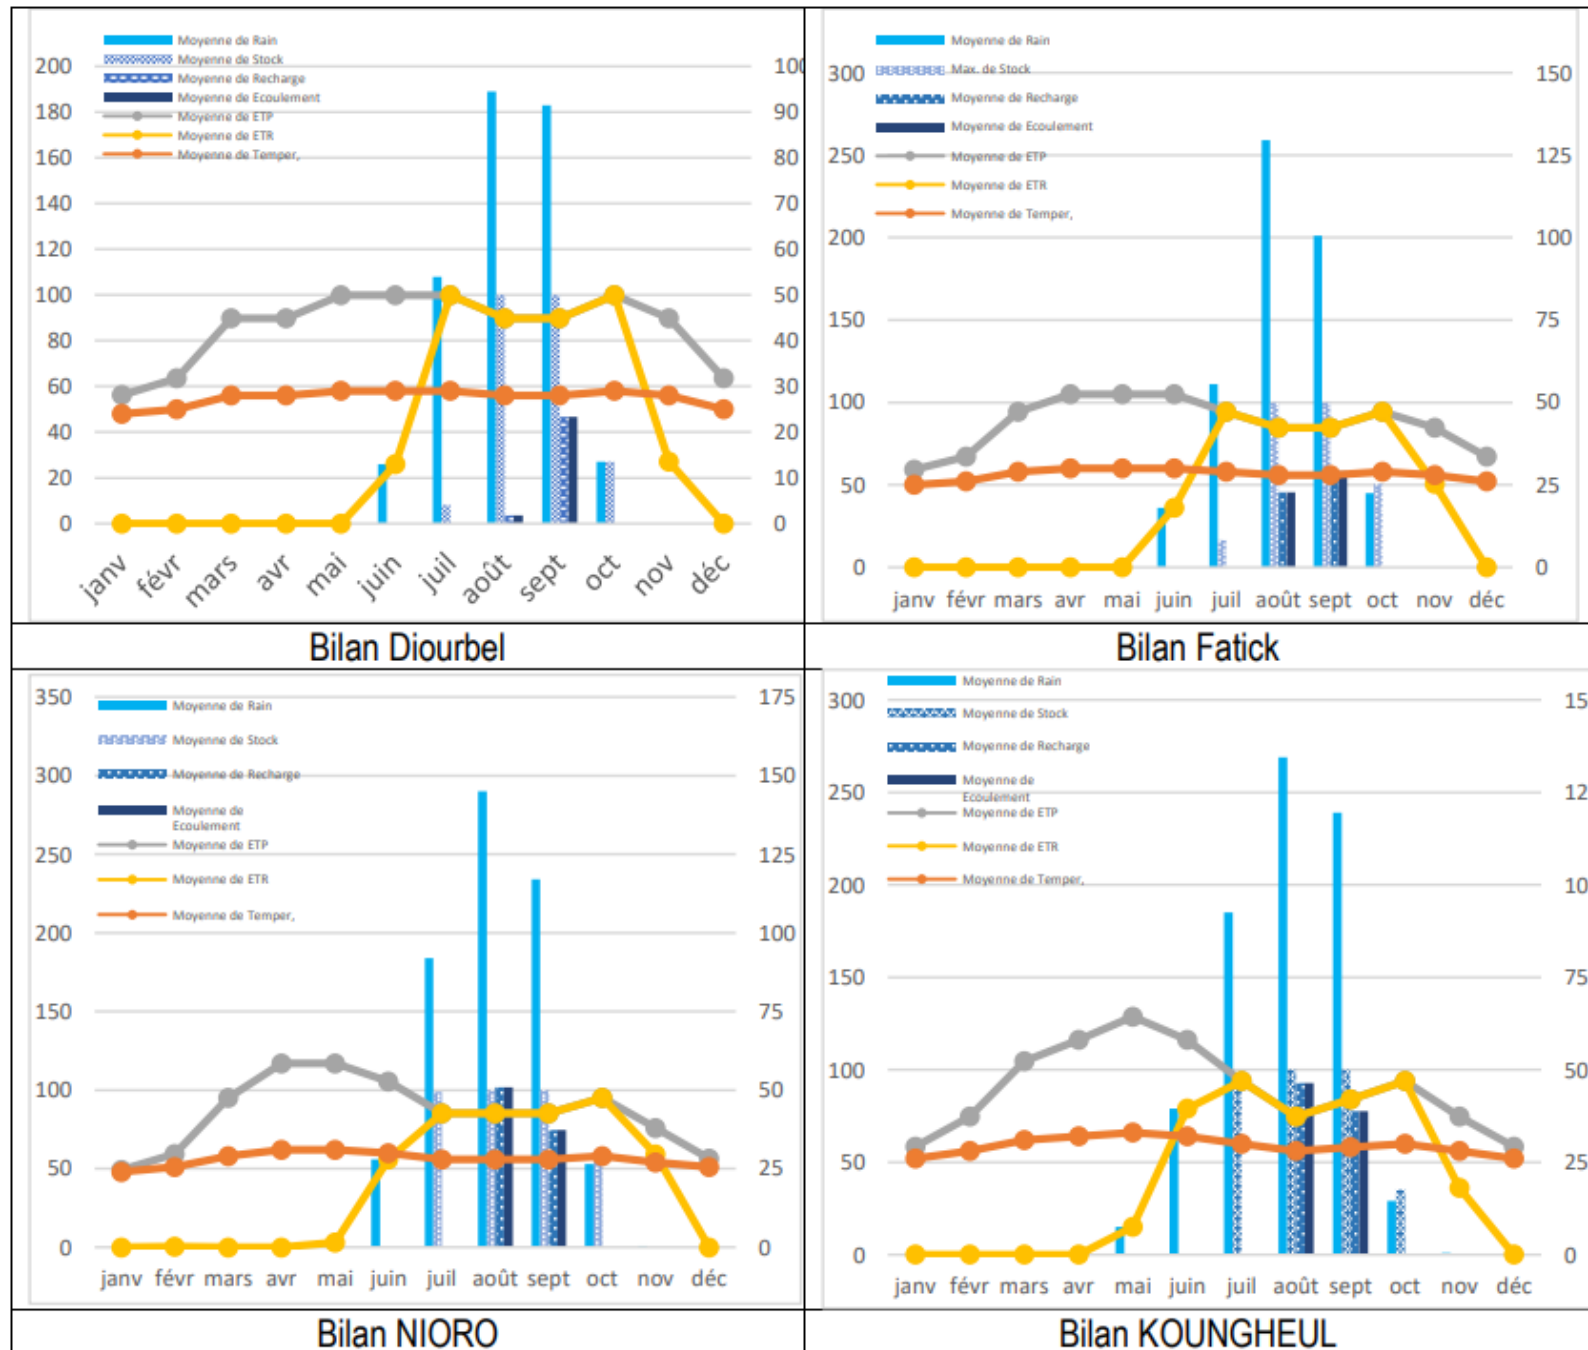 Moyenne de Rain
Moyenne de Stock
Moyenne de Recharge
Moyenne de Ecoulement
Moyenne de ETP
Moyenne de ETR
Moyenne de Temper,
200
180
160
140
120
100
80
60
40
20
0
100
90
80
70
60
50
40
30
20
10
0
janv févr mars avr mai juin juil août sept oct nov déc
Bilan Diourbel
Moyenne de Rain
Max. de Stock
Moyenne de Recharge
Moyenne de Ecoulement
Moyenne de ETP
Moyenne de ETR
Moyenne de Temper,
300
250
200
150
100
50
0
150
125
100
75
50
25
0
janv févr mars avr mai juin juil août sept oct nov déc
Bilan Fatick
Moyenne de Rain
Moyenne de Stock
Moyenne de Recharge
Moyenne de
Ecoulement
Moyenne de ETP
Moyenne de ETR
Moyenne de Temper,
350
300
250
200
150
100
50
0
175
150
125
100
75
50
25
0
janv févr mars avr mai juin juil août sept oct nov déc
Bilan NIORO
Moyenne de Rain
Moyenne de Stock
Moyenne de Recharge
Moyenne de
Ecoulement
Moyenne de ETP
Moyenne de ETR
Moyenne de Temper,
300
250
200
150
100
50
0
15
12
10
75
50
25
0
janv févr mars avr mai juin juil août sept oct nov déc
Bilan KOUNGHEUL